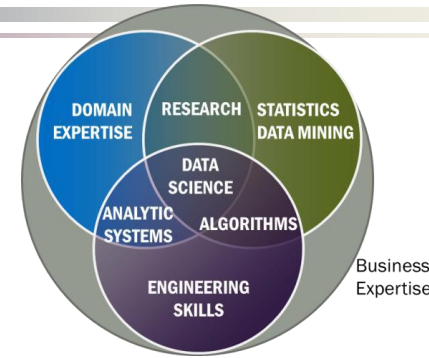 DOMAIN
EXPERTISE
RESEARCH
STATISTICS
DATA MINING
DATA
SCIENCE
ANALYTIC
SYSTEMS
ALGORITHMS
ENGINEERING
SKILLS
Business
Expertise